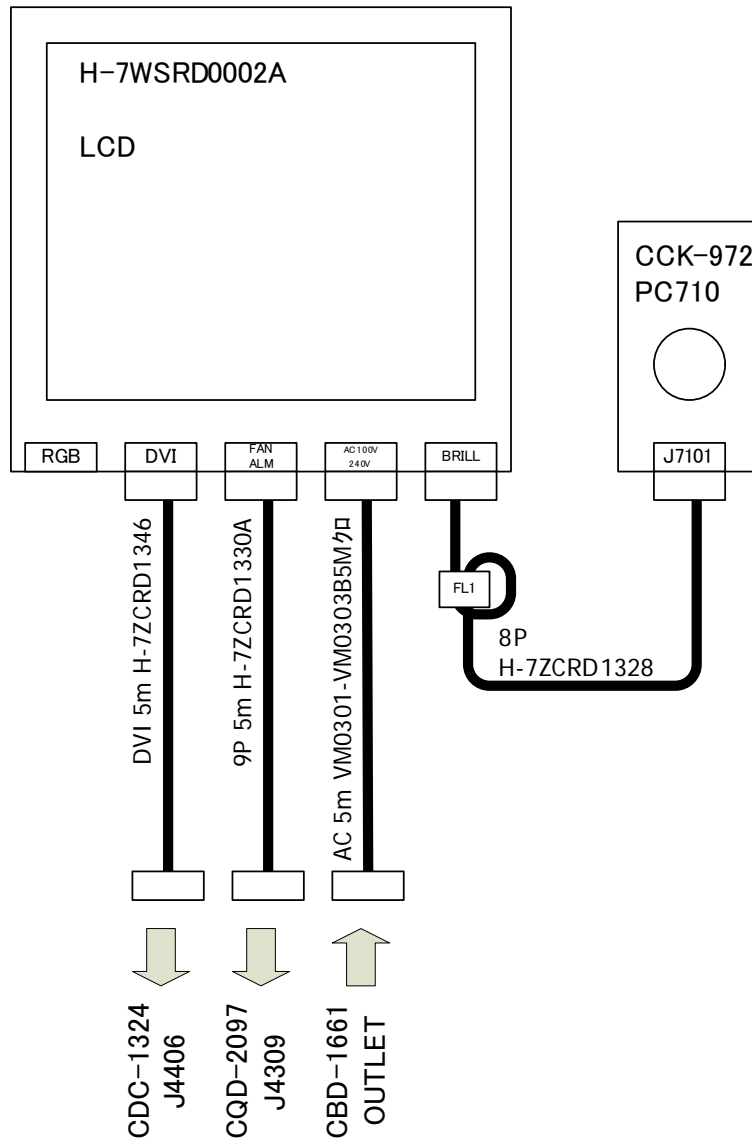 H-7WSRD0002A
LCD
CCK-972
PC710
RGB
DVI
FAN
ALM
AC100V
240V
BRILL
J7101
FL1
8P
H-7ZCRD1328
DVI 5m H-7ZCRD1346
9P 5m H-7ZCRD1330A
AC 5m VM0301-VM0303B5Mクロ
CDC-1324
J4406
CQD-2097
J4309
CBD-1661
OUTLET